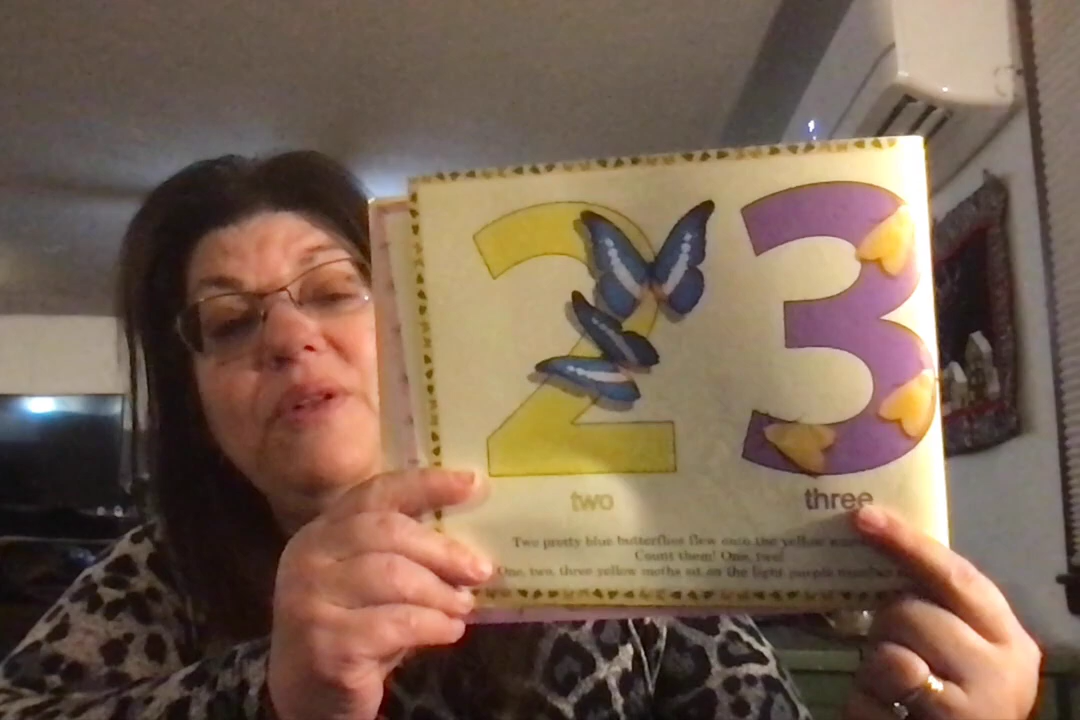 2 3
two three
Two pretty blue butterflies flew onto the yellow
Count them! One, two!
One, two, three yellow moths sat on the light purple number